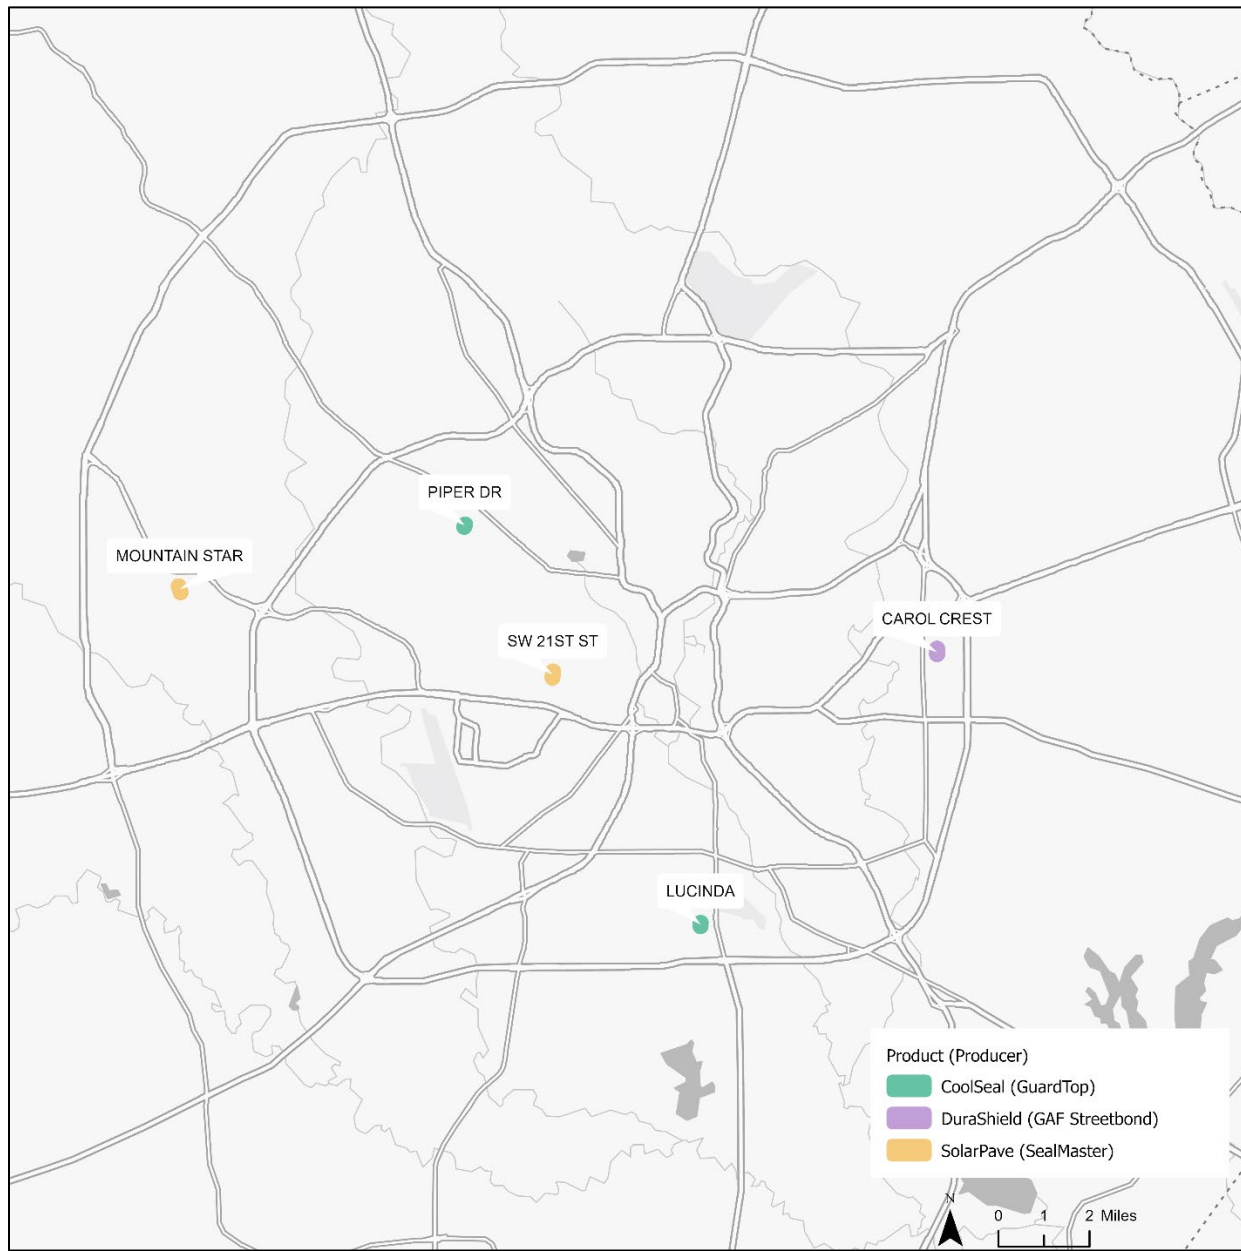 PIPER DR
MOUNTAIN STAR
CAROL CREST
SW 21ST ST
LUCINDA
Product (Producer)
CoolSeal (GuardTop)
DuraShield (GAF Streetbond)
SolarPave (SealMaster)
N
0 1 2 Miles